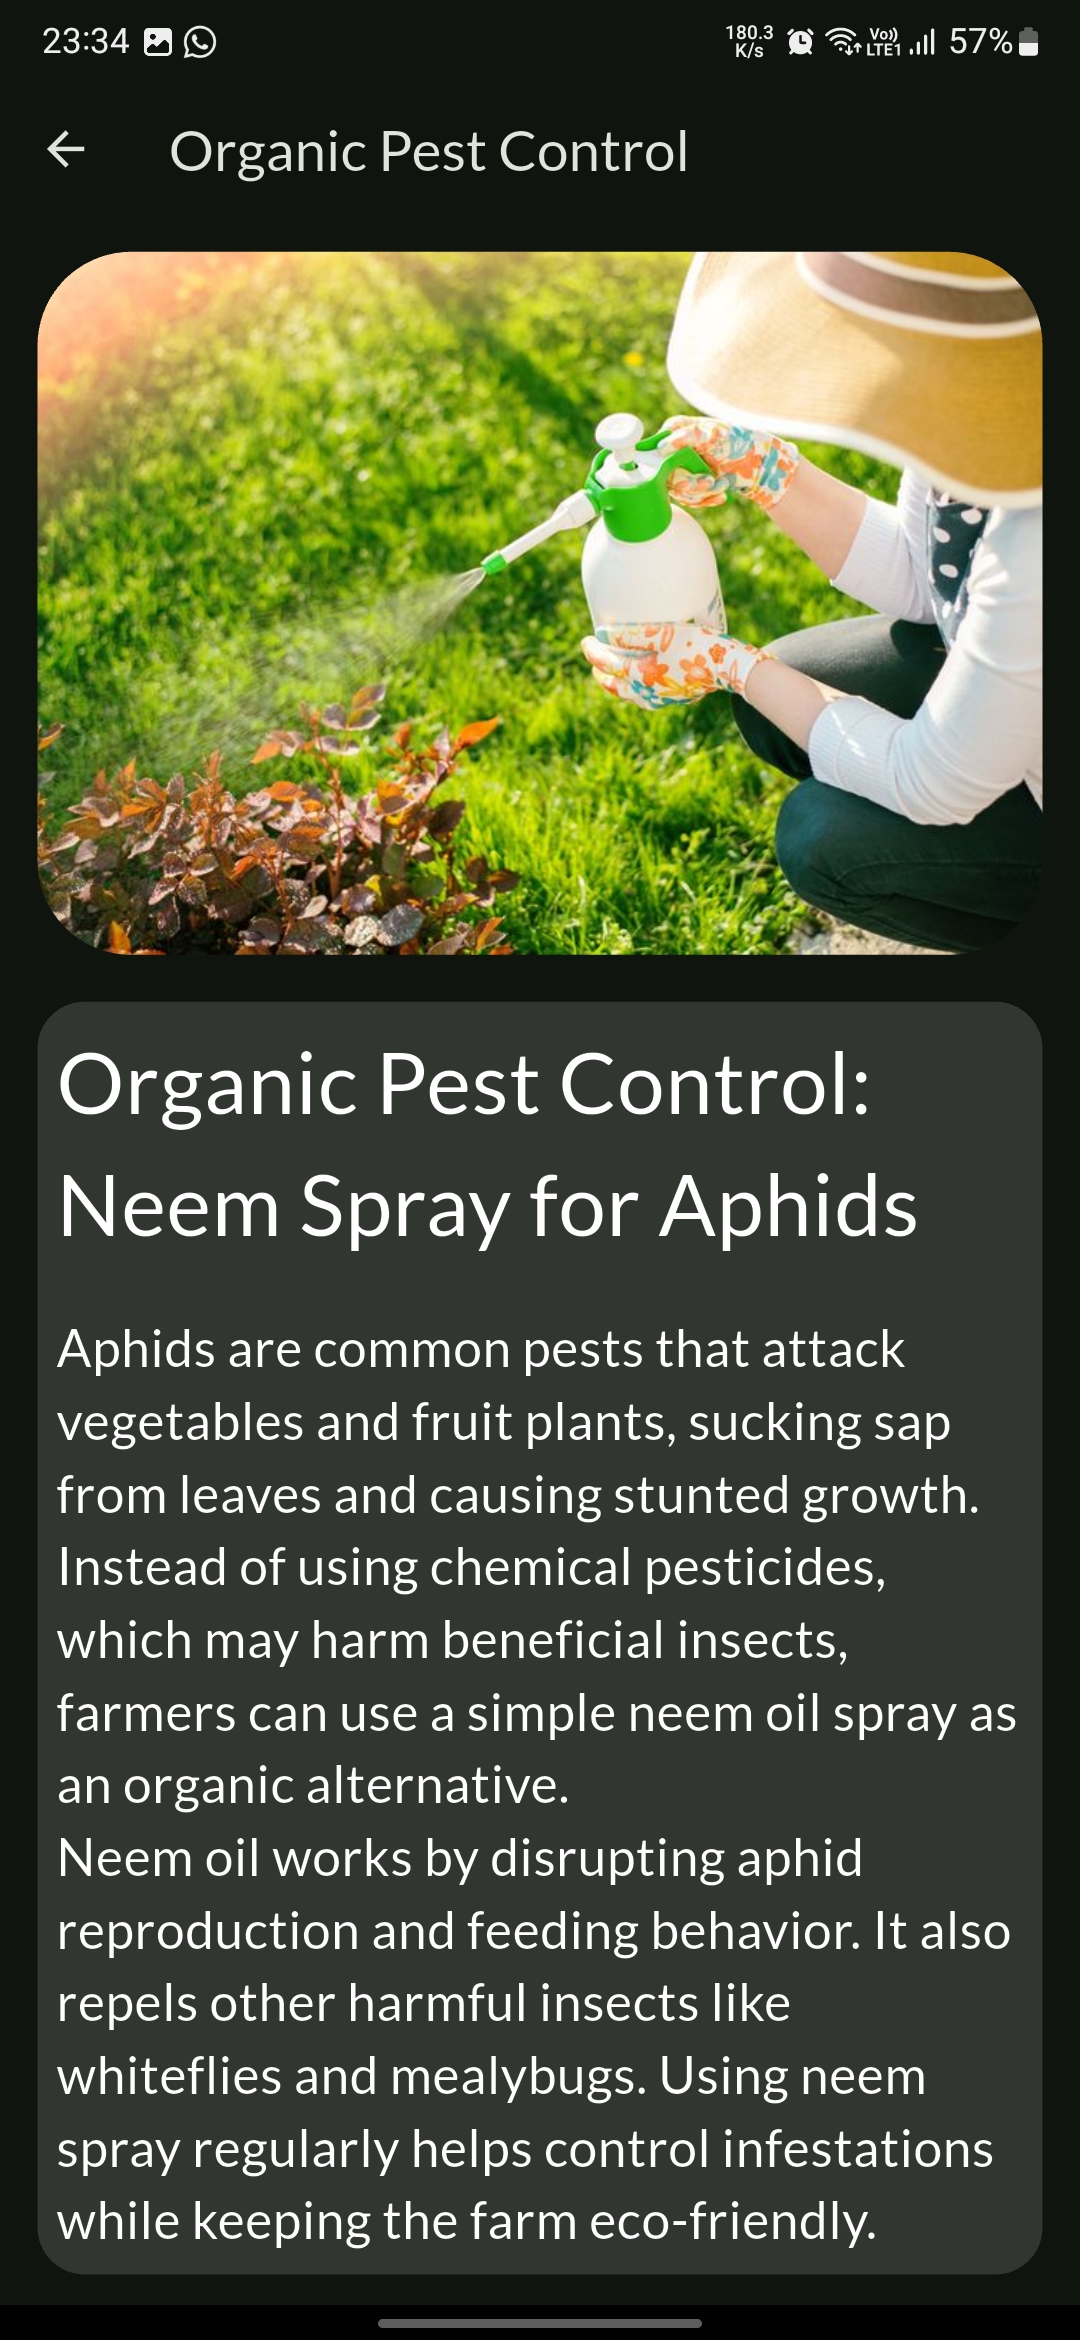 23:34
180.3
K/s
Vo))
LTE1
57%
Organic Pest Control
Organic Pest Control:
Neem Spray for Aphids
Aphids are common pests that attack
vegetables and fruit plants, sucking sap
from leaves and causing stunted growth.
Instead of using chemical pesticides,
which may harm beneficial insects,
farmers can use a simple neem oil spray as
an organic alternative.
Neem oil works by disrupting aphid
reproduction and feeding behavior. It also
repels other harmful insects like
whiteflies and mealybugs. Using neem
spray regularly helps control infestations
while keeping the farm eco-friendly.